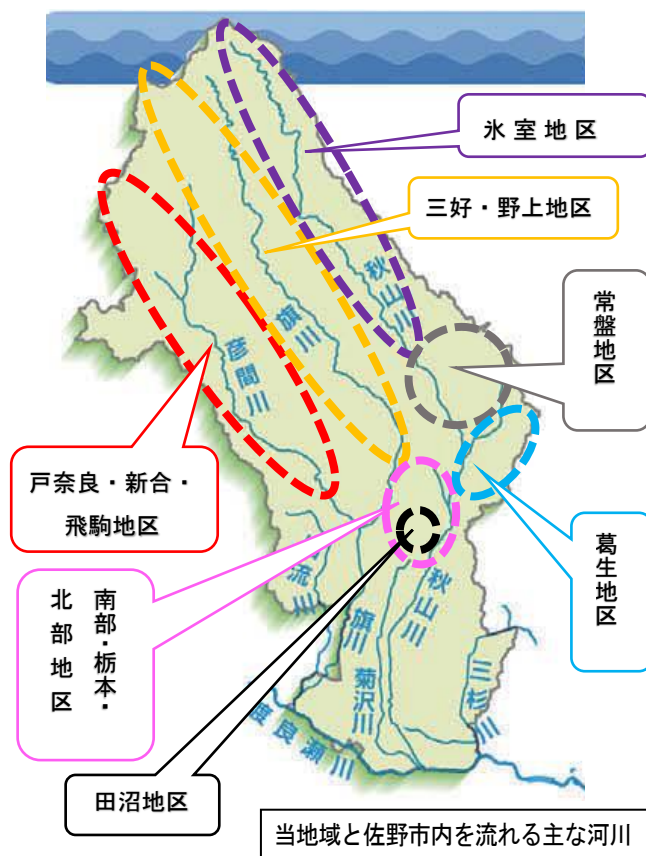 氷室地区
三好・野上地区
常盤地区
秋山川
旗川
彦間川
戸奈良・新合・
飛駒地区
葛生地区
南部・栃本・
北部地区
流川
秋山川
旗川
菊沢川
三杉川
渡良瀬川
田沼地区
当地域と佐野市内を流れる主な河川